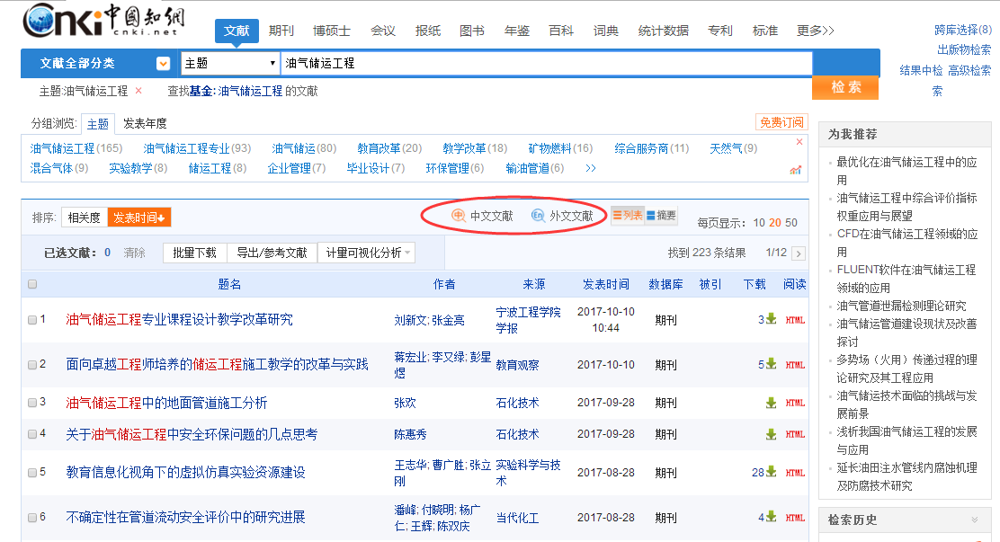 Cnki 中國知網
cnki.net
文献 期刊 博硕士 会议 报纸 图书 年鉴 百科 词典 统计数据 专利 标准 更多>>
跨库选择(8)
出版物检索
结果中检索 高级检索
文献全部分类 主题 油气储运工程
检索
主题:油气储运工程 × 查找基金:油气储运工程 的文献
分组浏览: 主题 发表年度 免费订阅
油气储运工程(165) 油气储运工程专业(93) 油气储运(80) 教育改革(20) 教学改革(18) 矿物燃料(16) 综合服务商(11) 天然气(9) ×
混合气体(9) 实验教学(8) 储运工程(8) 企业管理(7) 毕业设计(7) 环保管理(6) 输油管道(6) >>
排序: 相关度 发表时间 中 中文文献 En 外文文献 列表 摘要 每页显示: 10 20 50
已选文献: 0 清除 批量下载 导出/参考文献 计量可视化分析 找到 223 条结果 1/12 >
题名 作者 来源 发表时间 数据库 被引 下载 阅读
1 油气储运工程专业课程设计教学改革研究 刘新文; 张金亮 宁波工程学院学报 2017-10-10 10:44 期刊 3 HTML
2 面向卓越工程师培养的储运工程施工教学的改革与实践 蒋宏业; 李又绿; 彭星煜 教育观察 2017-10-10 期刊 5 HTML
3 油气储运工程中的地面管道施工分析 张欢 石化技术 2017-09-28 期刊 HTML
4 关于油气储运工程中安全环保问题的几点思考 陈惠秀 石化技术 2017-09-28 期刊 HTML
5 教育信息化视角下的虚拟仿真实验资源建设 王志华; 曹广胜; 张立刚 实验科学与技术 2017-08-28 期刊 28 HTML
6 不确定性在管道流动安全评价中的研究进展 潘峰; 付晓明; 杨广仁; 王辉; 陈双庆 当代化工 2017-08-28 期刊 4 HTML
为我推荐
最优化在油气储运工程中的应用
油气储运工程中综合评价指标
权重应用与展望
CFD在油气储运工程领域的应用
FLUENT软件在油气储运工程
领域的应用
油气管道泄漏检测理论研究
油气储运管道建设现状及改善
探讨
多势场（火用）传递过程的理
论研究及其工程应用
油气储运技术面临的挑战与发
展前景
浅析我国油气储运工程的发展
与应用
延长油田注水管线内腐蚀机理
及防腐技术研究
检索历史